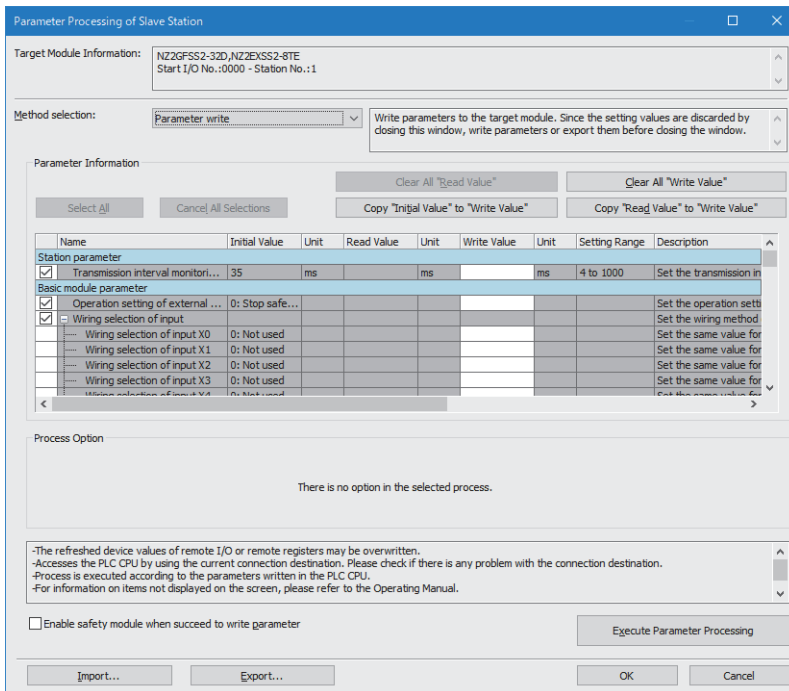 Parameter Processing of Slave Station
Target Module Information:
NZ2GFSS2-32D,NZ2EXSS2-8TE
Start I/O No.:0000 - Station No.:1
Method selection:
Parameter write
Write parameters to the target module. Since the setting values are discarded by
closing this window, write parameters or export them before closing the window.
Parameter Information
Clear All "Read Value"
Clear All "Write Value"
Select All
Cancel All Selections
Copy "Initial Value" to "Write Value"
Copy "Read Value" to "Write Value"
Name Initial Value Unit Read Value Unit Write Value Unit Setting Range Description
Station parameter
Transmission interval monitori... 35 ms ms ms 4 to 1000 Set the transmission in
Basic module parameter
Operation setting of external ... 0: Stop safe... Set the operation setti
Wiring selection of input Set the wiring method
Wiring selection of input X0 0: Not used Set the same value for
Wiring selection of input X1 0: Not used Set the same value for
Wiring selection of input X2 0: Not used Set the same value for
Wiring selection of input X3 0: Not used Set the same value for
Wiring selection of input X4 0: Not used Set the same value for
Process Option
There is no option in the selected process.
-The refreshed device values of remote I/O or remote registers may be overwritten.
-Accesses the PLC CPU by using the current connection destination. Please check if there is any problem with the connection destination.
-Process is executed according to the parameters written in the PLC CPU.
-For information on items not displayed on the screen, please refer to the Operating Manual.
Enable safety module when succeed to write parameter
Execute Parameter Processing
Import...
Export...
OK
Cancel